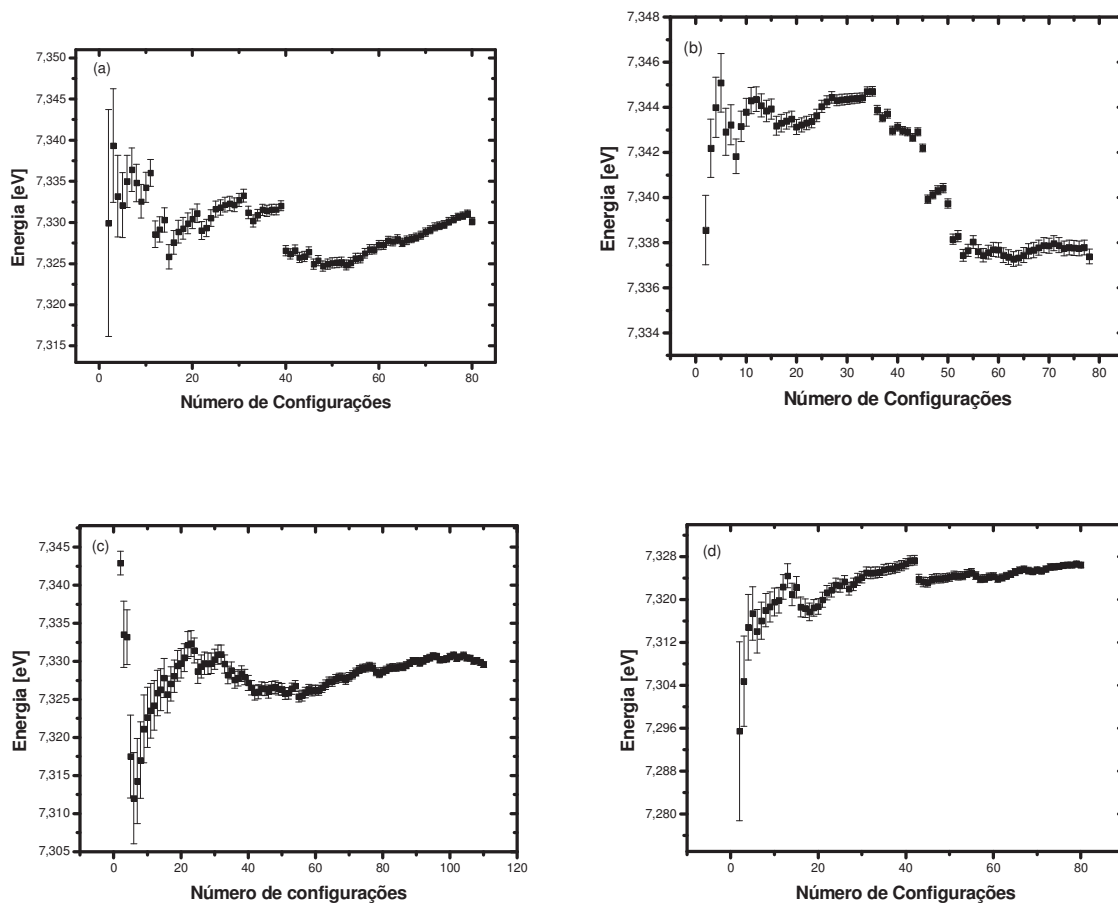 (a)
Energia [eV]
7,350
7,345
7,340
7,335
7,330
7,325
7,320
7,315
0 20 40 60 80
Número de Configurações
(b)
Energia [eV]
7,348
7,346
7,344
7,342
7,340
7,338
7,336
7,334
0 10 20 30 40 50 60 70 80
Número de Configurações
(c)
Energia [eV]
7,345
7,340
7,335
7,330
7,325
7,320
7,315
7,310
7,305
0 20 40 60 80 100 120
Número de configurações
(d)
Energia [eV]
7,328
7,320
7,312
7,304
7,296
7,288
7,280
0 20 40 60 80
Número de Configurações